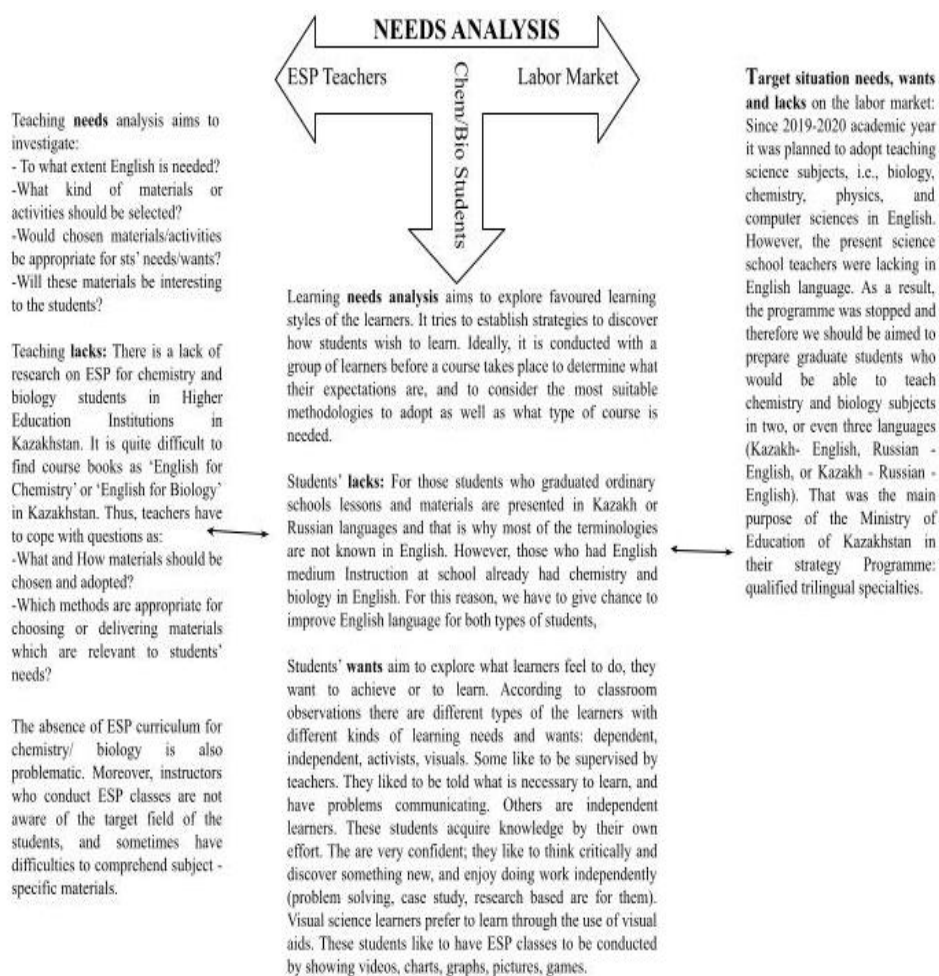 NEEDS ANALYSIS
ESP Teachers
Chem/Bio Students
Labor Market
Teaching needs analysis aims to
investigate:
- To what extent English is needed?
-What kind of materials or
activities should be selected?
-Would chosen materials/activities
be appropriate for sts' needs/wants?
-Will these materials be interesting
to the students?
Teaching lacks: There is a lack of
research on ESP for chemistry and
biology students in Higher
Education Institutions in
Kazakhstan. It is quite difficult to
find course books as 'English for
Chemistry' or 'English for Biology'
in Kazakhstan. Thus, teachers have
to cope with questions as:
-What and How materials should be
chosen and adopted?
-Which methods are appropriate for
choosing or delivering materials
which are relevant to students'
needs?
The absence of ESP curriculum for
chemistry/ biology is also
problematic. Moreover, instructors
who conduct ESP classes are not
aware of the target field of the
students, and sometimes have
difficulties to comprehend subject -
specific materials.
Learning needs analysis aims to explore favoured learning
styles of the learners. It tries to establish strategies to discover
how students wish to learn. Ideally, it is conducted with a
group of learners before a course takes place to determine what
their expectations are, and to consider the most suitable
methodologies to adopt as well as what type of course is
needed.
Students' lacks: For those students who graduated ordinary
schools lessons and materials are presented in Kazakh or
Russian languages and that is why most of the terminologies
are not known in English. However, those who had English
medium Instruction at school already had chemistry and
biology in English. For this reason, we have to give chance to
improve English language for both types of students,
Students' wants aim to explore what learners feel to do, they
want to achieve or to learn. According to classroom
observations there are different types of the learners with
different kinds of learning needs and wants: dependent,
independent, activists, visuals. Some like to be supervised by
teachers. They liked to be told what is necessary to learn, and
have problems communicating. Others are independent
learners. These students acquire knowledge by their own
effort. The are very confident; they like to think critically and
discover something new, and enjoy doing work independently
(problem solving, case study, research based are for them).
Visual science learners prefer to learn through the use of visual
aids. These students like to have ESP classes to be conducted
by showing videos, charts, graphs, pictures, games.
Target situation needs, wants
and lacks on the labor market:
Since 2019-2020 academic year
it was planned to adopt teaching
science subjects, i.e., biology,
chemistry, physics, and
computer sciences in English.
However, the present science
school teachers were lacking in
English language. As a result,
the programme was stopped and
therefore we should be aimed to
prepare graduate students who
would be able to teach
chemistry and biology subjects
in two, or even three languages
(Kazakh- English, Russian -
English, or Kazakh - Russian -
English). That was the main
purpose of the Ministry of
Education of Kazakhstan in
their strategy Programme:
qualified trilingual specialties.